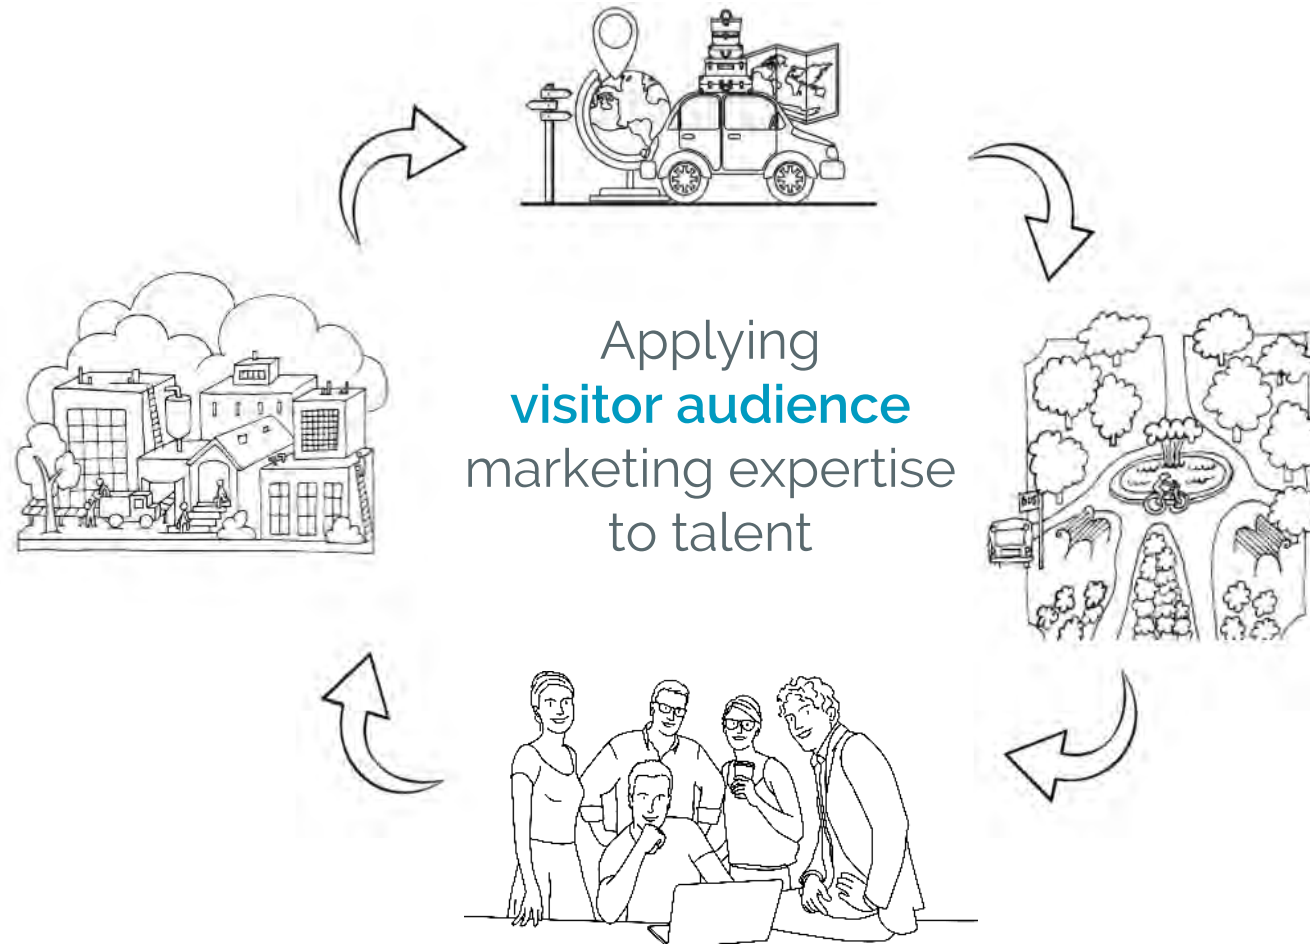 Applying
visitor audience
marketing expertise
to talent